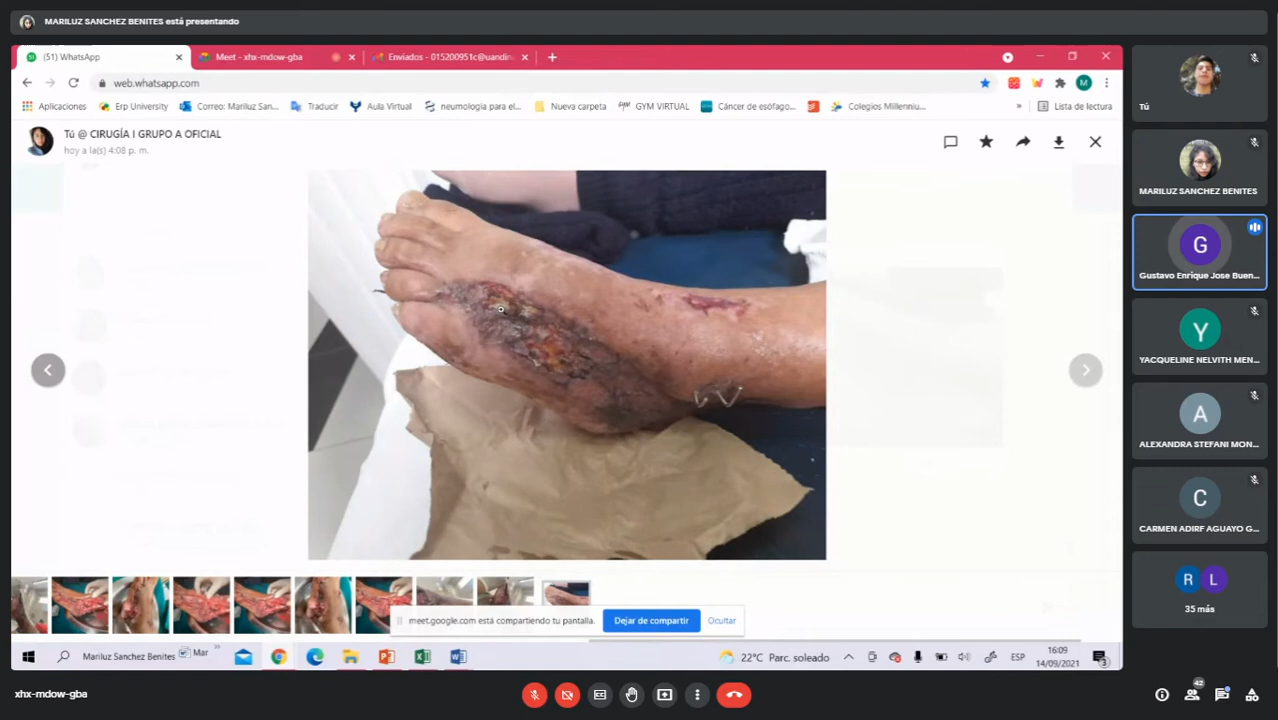 MARILUZ SANCHEZ BENITES está presentando
(51) WhatsApp
Meet - xhx-mdow-gba
Enviados - 015200951c@uandin
web.whatsapp.com
Aplicaciones
Erp University
Correo: Mariluz San...
Traducir
Aula Virtual
neumologia para el...
Nueva carpeta
GYM VIRTUAL
Cáncer de esófago...
Colegios Millenniu...
»
Lista de lectura
M
Tú @ CIRUGÍA I GRUPO A OFICIAL
hoy a la(s) 4:08 p. m.
Tú
MARILUZ SANCHEZ BENITES
G
Gustavo Enrique Jose Buen...
Y
YACQUELINE NELVITH MEN...
A
ALEXANDRA STEFANI MON...
C
CARMEN ADIRF AGUAYO G...
R L
35 más
meet.google.com está compartiendo tu pantalla.
Dejar de compartir
Ocultar
Mariluz Sanchez Benites
Mar
»
22°C Parc. soleado
ESP
16:09
14/09/2021
3
xhx-mdow-gba
42